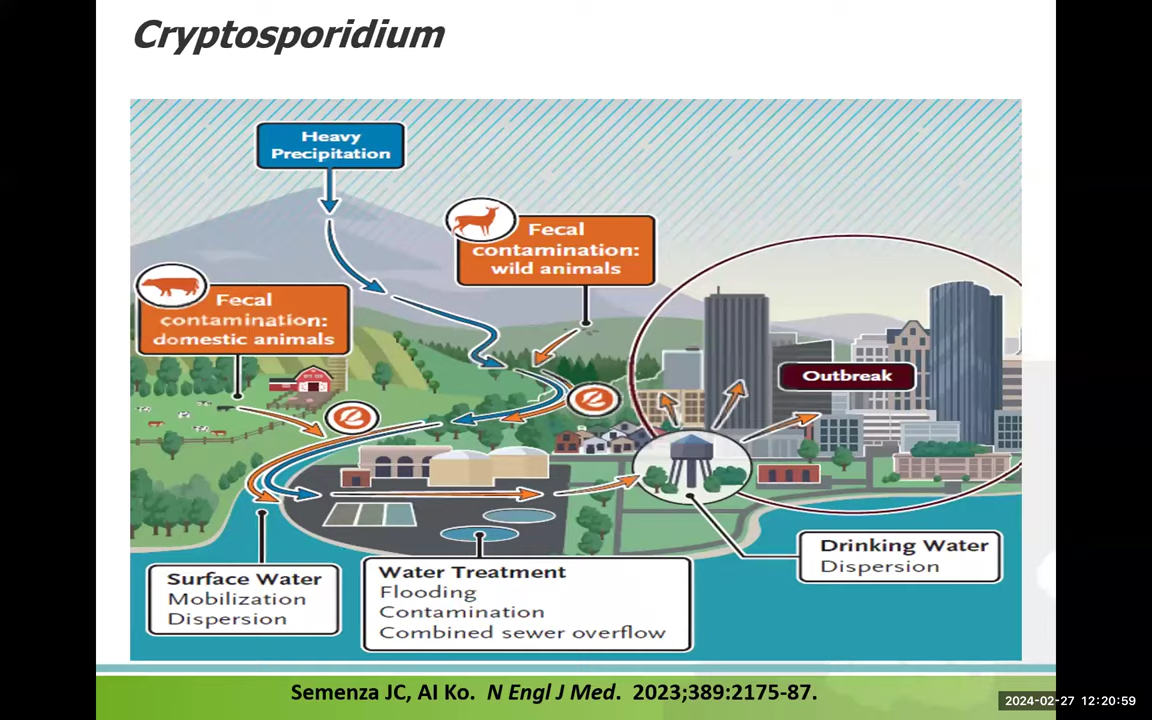 Cryptosporidium
Heavy
Precipitation
Fecal
contamination:
wild animals
Fecal
contamination:
domestic animals
Outbreak
Drinking Water
Dispersion
Surface Water
Mobilization
Dispersion
Water Treatment
Flooding
Contamination
Combined sewer overflow
Semenza JC, AI Ko. N Engl J Med. 2023;389:2175-87.
2024-02-27 12:20:59